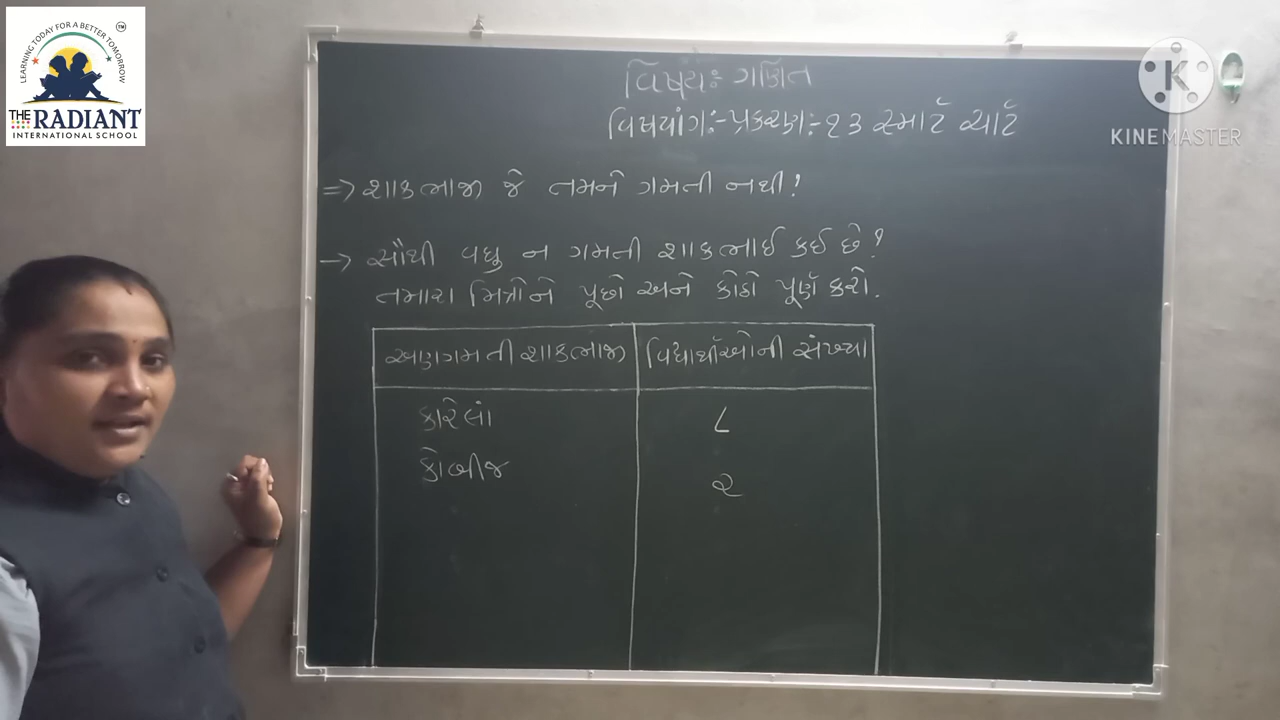 LEARNING TODAY FOR A BETTER TOMORROW
TM
THE RADIANT
INTERNATIONAL SCHOOL
K
KINEMASTER
વિષય:- ગણિત
વિષયાંગ:- પ્રકરણ:- ૧૩ સ્માર્ટ ચાર્ટ
=> શાકભાજી જે તમને ગમતી નથી!
-> સૌથી વધુ ન ગમતી શાકભાઈ કઈ છે?
તમારા મિત્રોને પૂછો અને કોઠો પૂર્ણ કરો.
અણગમતી શાકભાજી વિદ્યાર્થીઓની સંખ્યા
કારેલાં ૮
કોબીજ ૨